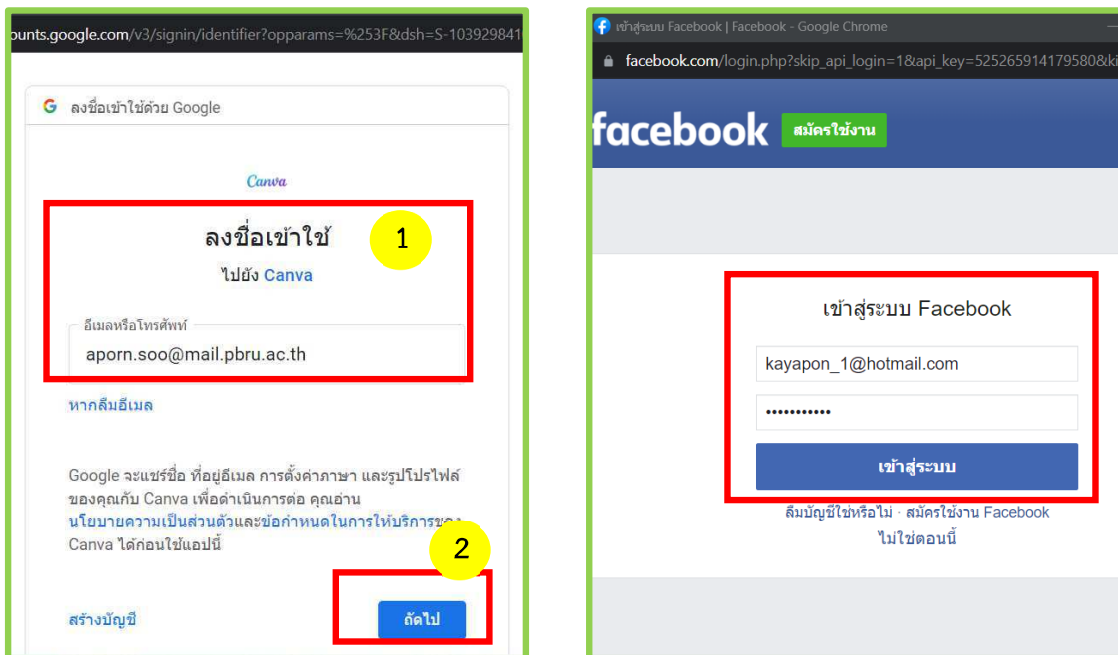 ounts.google.com/v3/signin/identifier?opparams=%253F&dsh=S-103929841
ลงชื่อเข้าใช้ด้วย Google
Canva
ลงชื่อเข้าใช้
1
ไปยัง Canva
อีเมลหรือโทรศัพท์
aporn.soo@mail.pbru.ac.th
หากลืมอีเมล
Google จะแชร์ชื่อ ที่อยู่อีเมล การตั้งค่าภาษา และรูปโปรไฟล์
ของคุณกับ Canva เพื่อดำเนินการต่อ คุณอ่าน
นโยบายความเป็นส่วนตัวและข้อกำหนดในการให้บริการของ
Canva ได้ก่อนใช้แอปนี้
2
สร้างบัญชี
ถัดไป
เข้าสู่ระบบ Facebook | Facebook - Google Chrome
facebook.com/login.php?skip_api_login=1&api_key=525265914179580&ki
facebook
สมัครใช้งาน
เข้าสู่ระบบ Facebook
kayapon_1@hotmail.com
•••••••••••
เข้าสู่ระบบ
ลืมบัญชีใช่หรือไม่ · สมัครใช้งาน Facebook
ไม่ใช่ตอนนี้